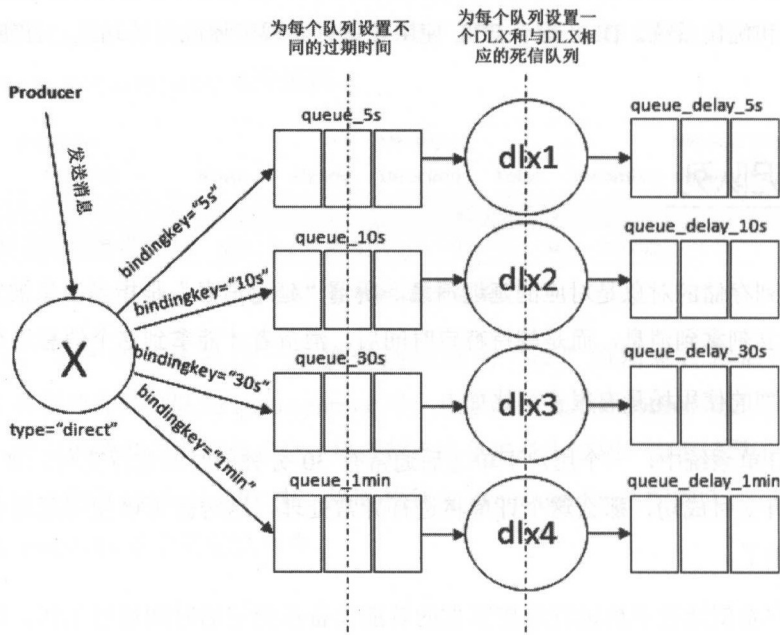 为每个队列设置不
同的过期时间
为每个队列设置一
个DLX和与DLX相
应的死信队列
Producer
发送消息
X
type=“direct”
bindingkey=“5s”
bindingkey=“10s”
bindingkey=“30s”
bindingkey=“1min”
queue_5s
dlx1
queue_delay_5s
queue_10s
dlx2
queue_delay_10s
queue_30s
dlx3
queue_delay_30s
queue_1min
dlx4
queue_delay_1min